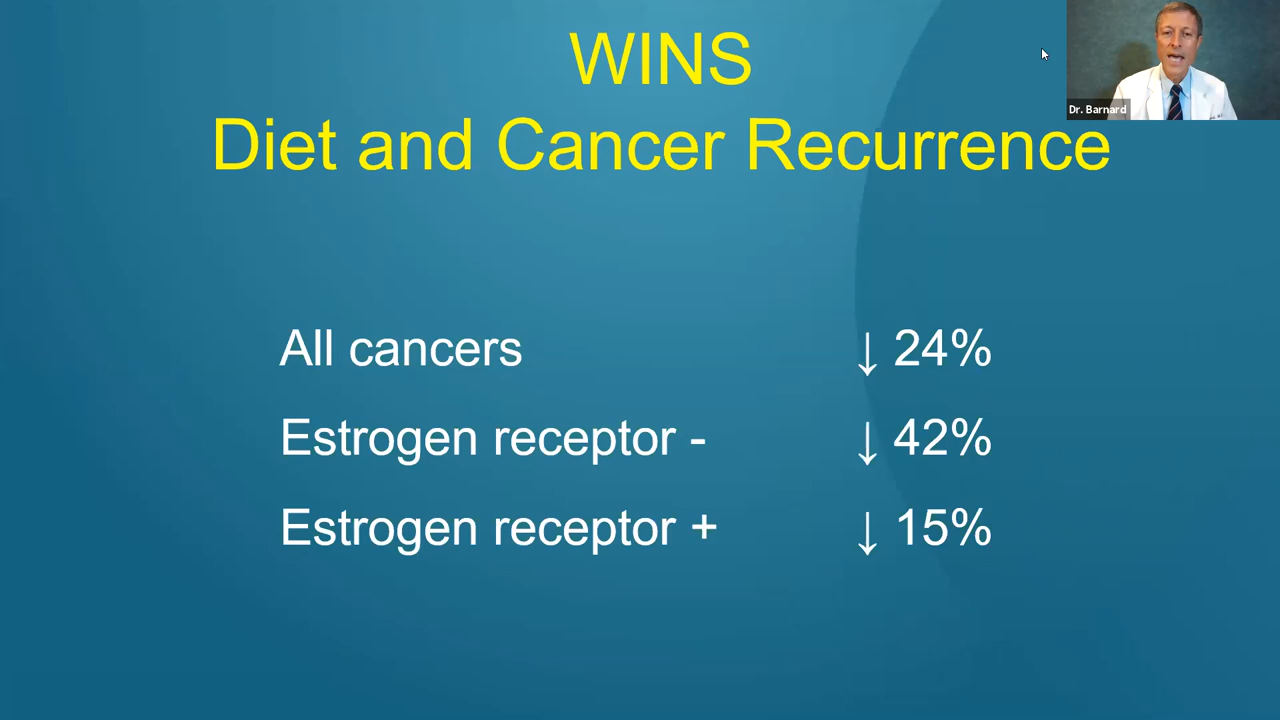 WINS
Diet and Cancer Recurrence
Dr. Barnard
All cancers ↓ 24%
Estrogen receptor - ↓ 42%
Estrogen receptor + ↓ 15%